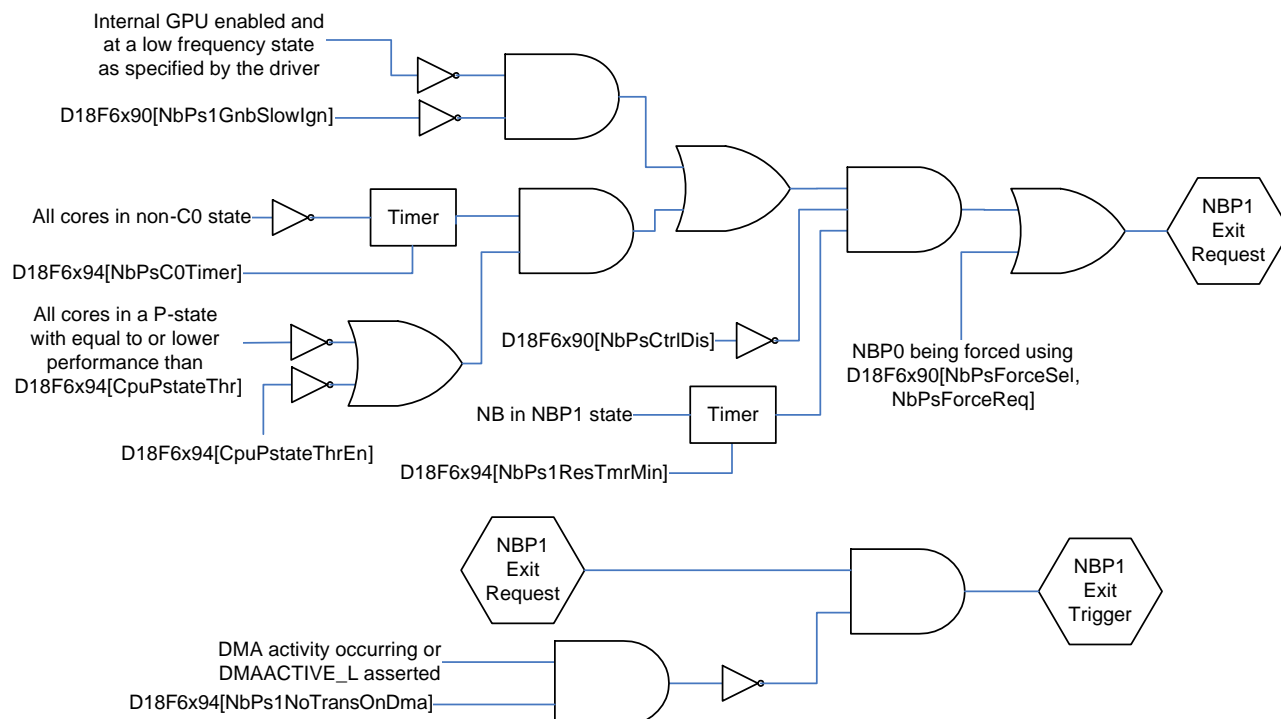 Internal GPU enabled and
at a low frequency state
as specified by the driver
D18F6x90[NbPs1GnbSlowIgn]
All cores in non-C0 state
Timer
D18F6x94[NbPsC0Timer]
All cores in a P-state
with equal to or lower
performance than
D18F6x94[CpuPstateThr]
D18F6x94[CpuPstateThrEn]
D18F6x90[NbPsCtrlDis]
NB in NBP1 state
Timer
D18F6x94[NbPs1ResTmrMin]
NBP0 being forced using
D18F6x90[NbPsForceSel,
NbPsForceReq]
NBP1
Exit
Request
NBP1
Exit
Request
DMA activity occurring or
DMAACTIVE_L asserted
D18F6x94[NbPs1NoTransOnDma]
NBP1
Exit
Trigger